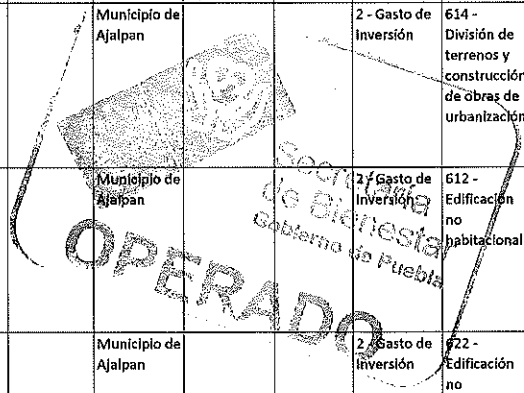 Municipio de
Ajalpan
2 - Gasto de
Inversión
614 -
División de
terrenos y
construcción
de obras de
urbanización
Municipio de
Ajalpan
2 - Gasto de
Inversión
612 -
Edificación
no
habitacional
Secretaría
de Bienestar
Gobierno de Puebla
OPERADO
Municipio de
Ajalpan
2 - Gasto de
Inversión
622 -
Edificación
no